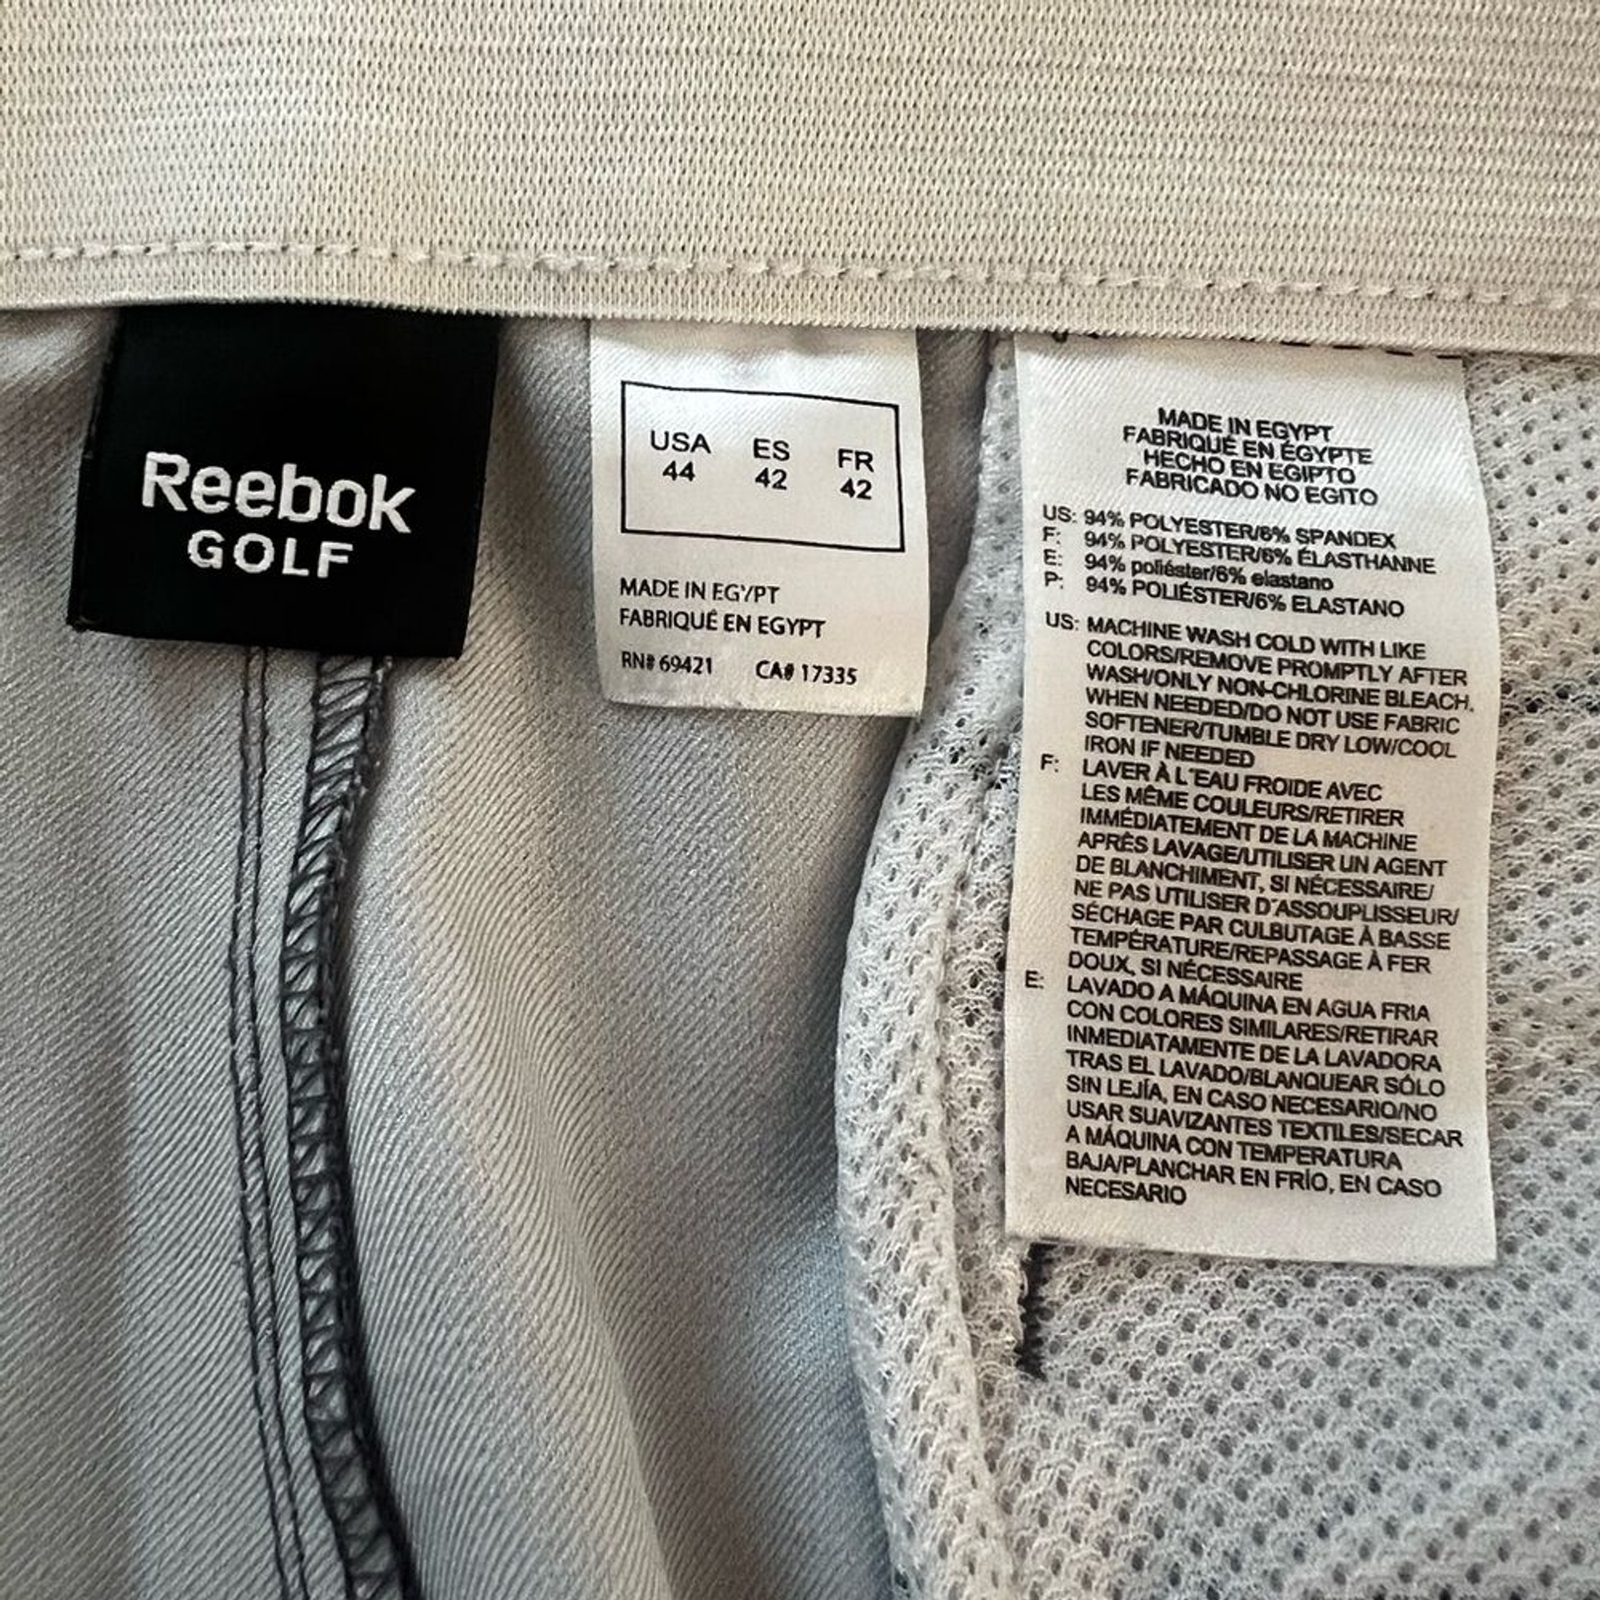 Reebok
GOLF
USA ES FR
44 42 42
MADE IN EGYPT
FABRIQUÉ EN EGYPT
RN# 69421 CA# 17335
MADE IN EGYPT
FABRIQUÉ EN ÉGYPTE
HECHO EN EGIPTO
FABRICADO NO EGITO
US: 94% POLYESTER/6% SPANDEX
F: 94% POLYESTER/6% ÉLASTHANNE
E: 94% poliéster/6% elastano
P: 94% POLIÉSTER/6% ELASTANO
US: MACHINE WASH COLD WITH LIKE
COLORS/REMOVE PROMPTLY AFTER
WASH/ONLY NON-CHLORINE BLEACH,
WHEN NEEDED/DO NOT USE FABRIC
SOFTENER/TUMBLE DRY LOW/COOL
IRON IF NEEDED
F: LAVER À L'EAU FROIDE AVEC
LES MÊME COULEURS/RETIRER
IMMÉDIATEMENT DE LA MACHINE
APRÈS LAVAGE/UTILISER UN AGENT
DE BLANCHIMENT, SI NÉCESSAIRE/
NE PAS UTILISER D'ASSOUPLISSEUR/
SÉCHAGE PAR CULBUTAGE À BASSE
TEMPÉRATURE/REPASSAGE À FER
DOUX, SI NÉCESSAIRE
E: LAVADO A MÁQUINA EN AGUA FRIA
CON COLORES SIMILARES/RETIRAR
INMEDIATAMENTE DE LA LAVADORA
TRAS EL LAVADO/BLANQUEAR SÓLO
SIN LEJÍA, EN CASO NECESARIO/NO
USAR SUAVIZANTES TEXTILES/SECAR
A MÁQUINA CON TEMPERATURA
BAJA/PLANCHAR EN FRÍO, EN CASO
NECESARIO